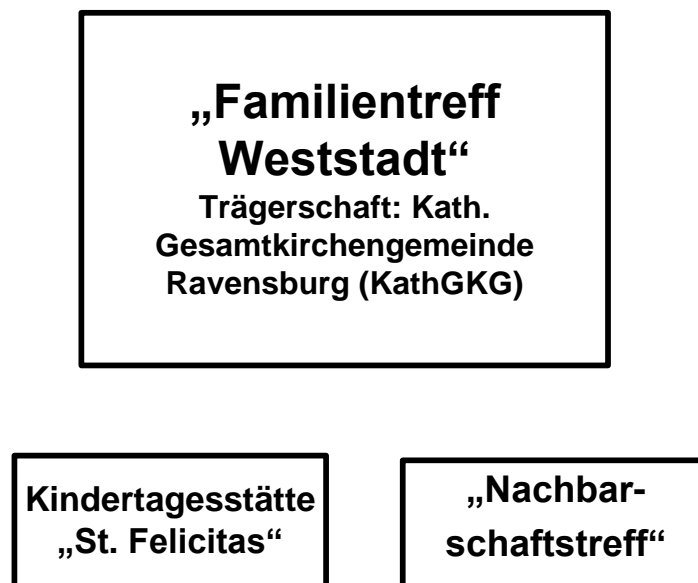 „Familientreff
Weststadt“
Trägerschaft: Kath.
Gesamtkirchengemeinde
Ravensburg (KathGKG)
Kindertagesstätte
„St. Felicitas“
„Nachbar-
schaftstreff“